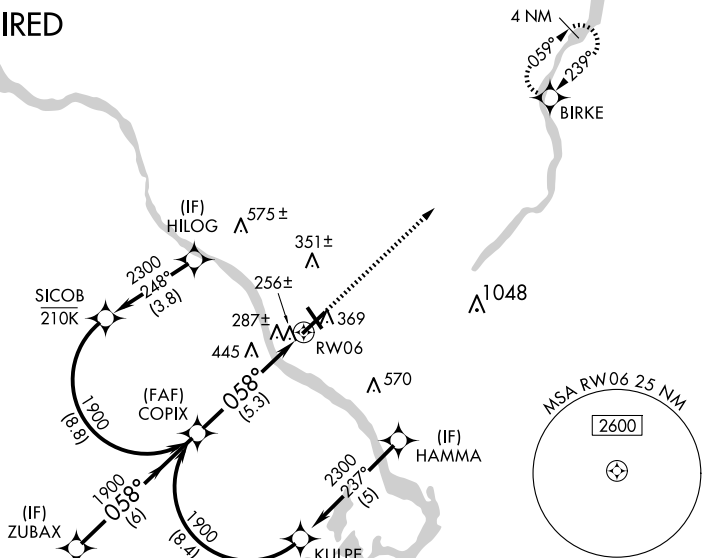 IRED
4 NM
059°
239°
BIRKE
(IF)
HILOG
575±
351±
2300
248°
(3.8)
SICOB
210K
256±
287±
369
1048
445
RW06
570
(FAF)
COPIX
058°
(5.3)
1900
(8.8)
MSA RW06 25 NM
2600
(IF)
HAMMA
2300
237°
(5)
1900
058°
(6)
(IF)
ZUBAX
1900
(8.4)
KULPE